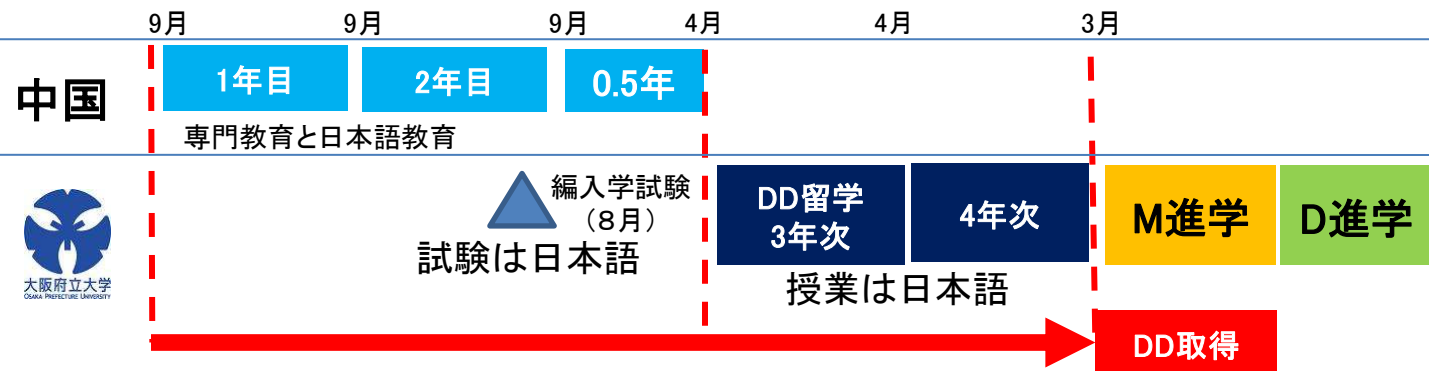 9月
9月
9月
4月
4月
3月
中国
1年目
2年目
0.5年
専門教育と日本語教育
大阪府立大学
OSAKA PREFECTURE UNIVERSITY
編入学試験
（8月）
試験は日本語
DD留学
3年次
4年次
授業は日本語
M進学
D進学
DD取得